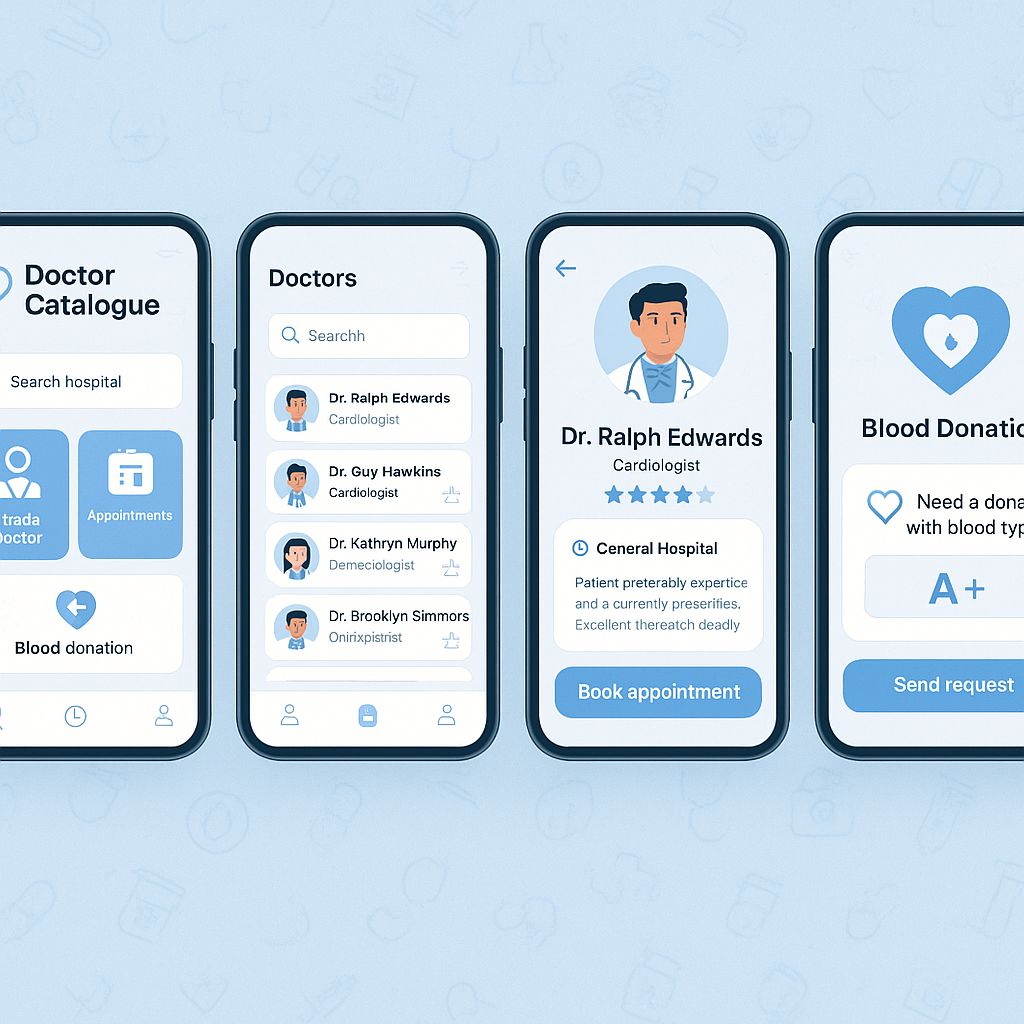 Doctor
Catalogue
Search hospital
trada
Doctor
Appointments
Blood donation
Doctors
Searchh
Dr. Ralph Edwards
Cardlologist
Dr. Guy Hawkins
Cardiologist
Dr. Kathryn Murphy
Demeciologist
Dr. Brooklyn Simmors
Onirixpistrist
Dr. Ralph Edwards
Cardiologist
Ceneral Hospital
Patient preterably expertice
and a currently preserifies.
Excellent thereatch deadly
Book appointment
Blood Donatio
Need a dona
with blood typ
A+
Send request